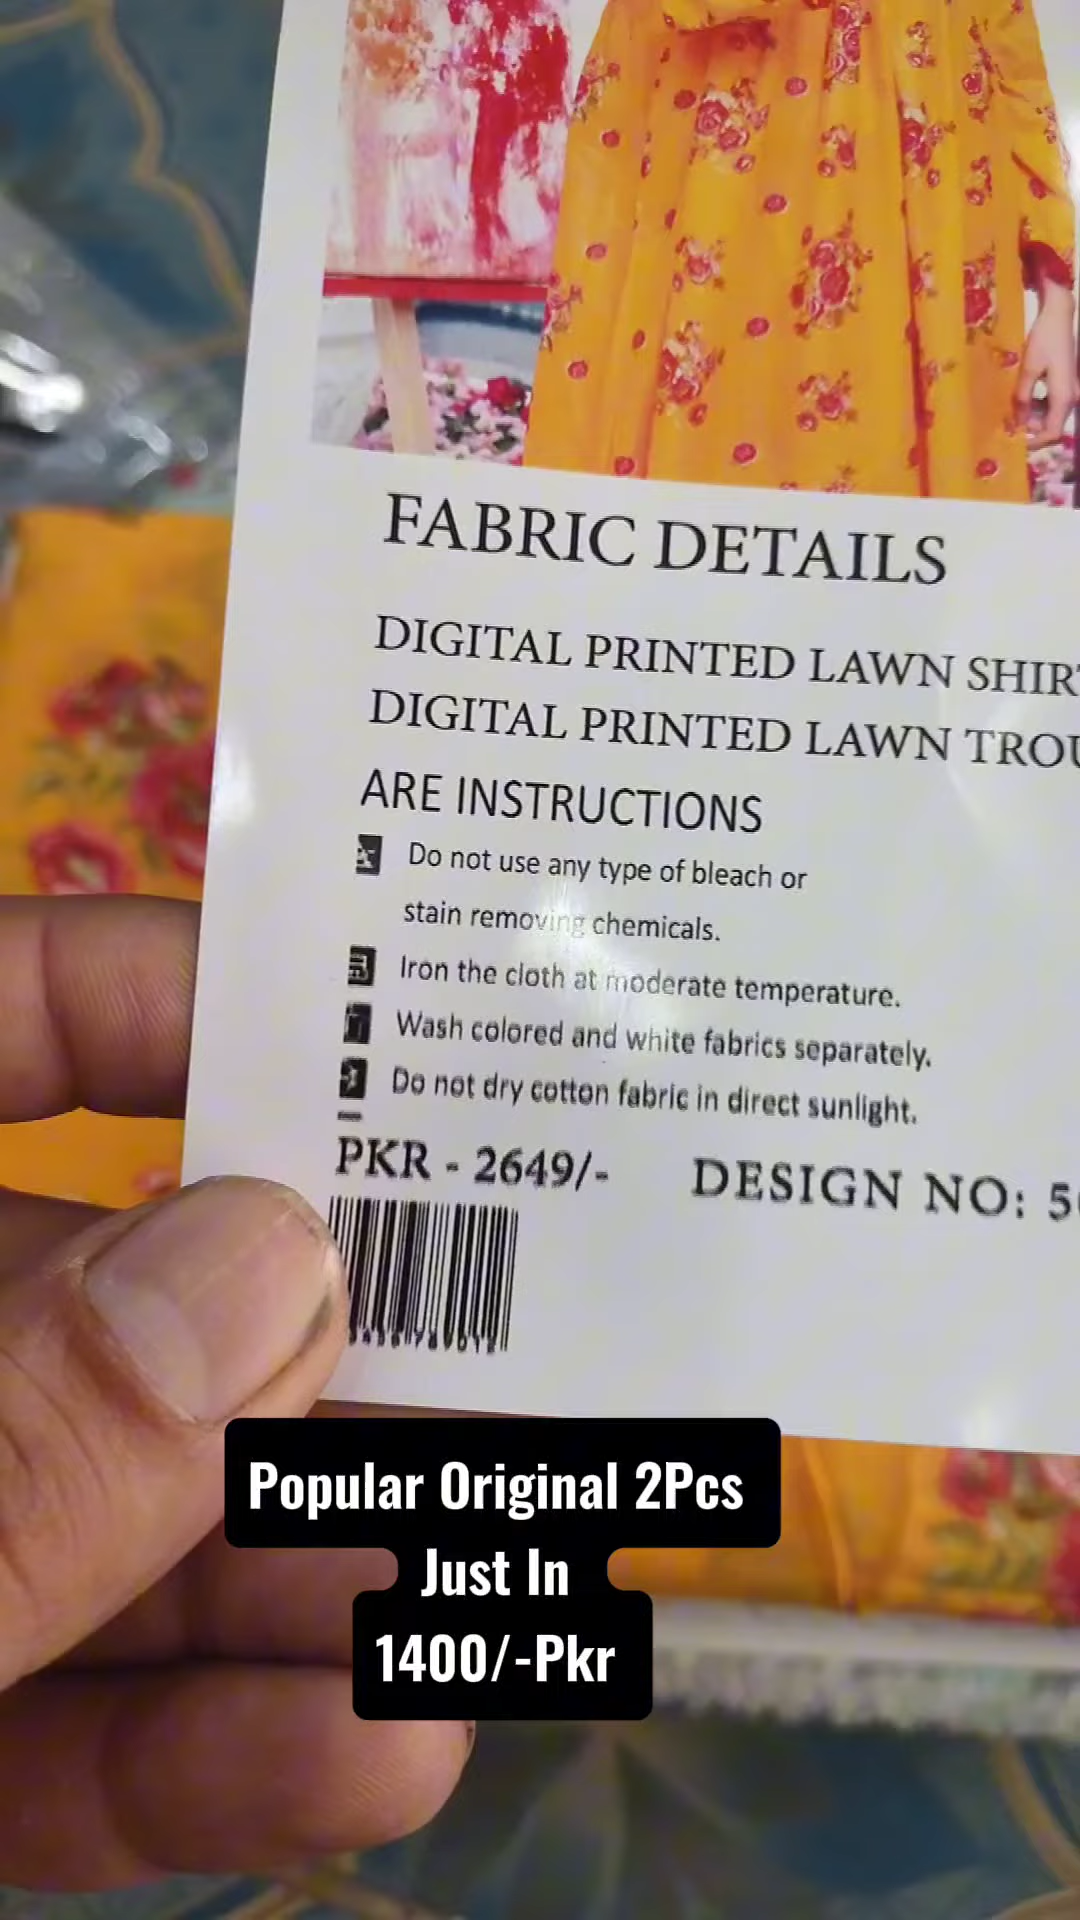 FABRIC DETAILS
DIGITAL PRINTED LAWN SHIR
DIGITAL PRINTED LAWN TROU
ARE INSTRUCTIONS
Do not use any type of bleach or
stain removing chemicals.
Iron the cloth at moderate temperature.
Wash colored and white fabrics separately.
Do not dry cotton fabric in direct sunlight.
PKR - 2649/- DESIGN NO: 5
Popular Original 2Pcs
Just In
1400/-Pkr